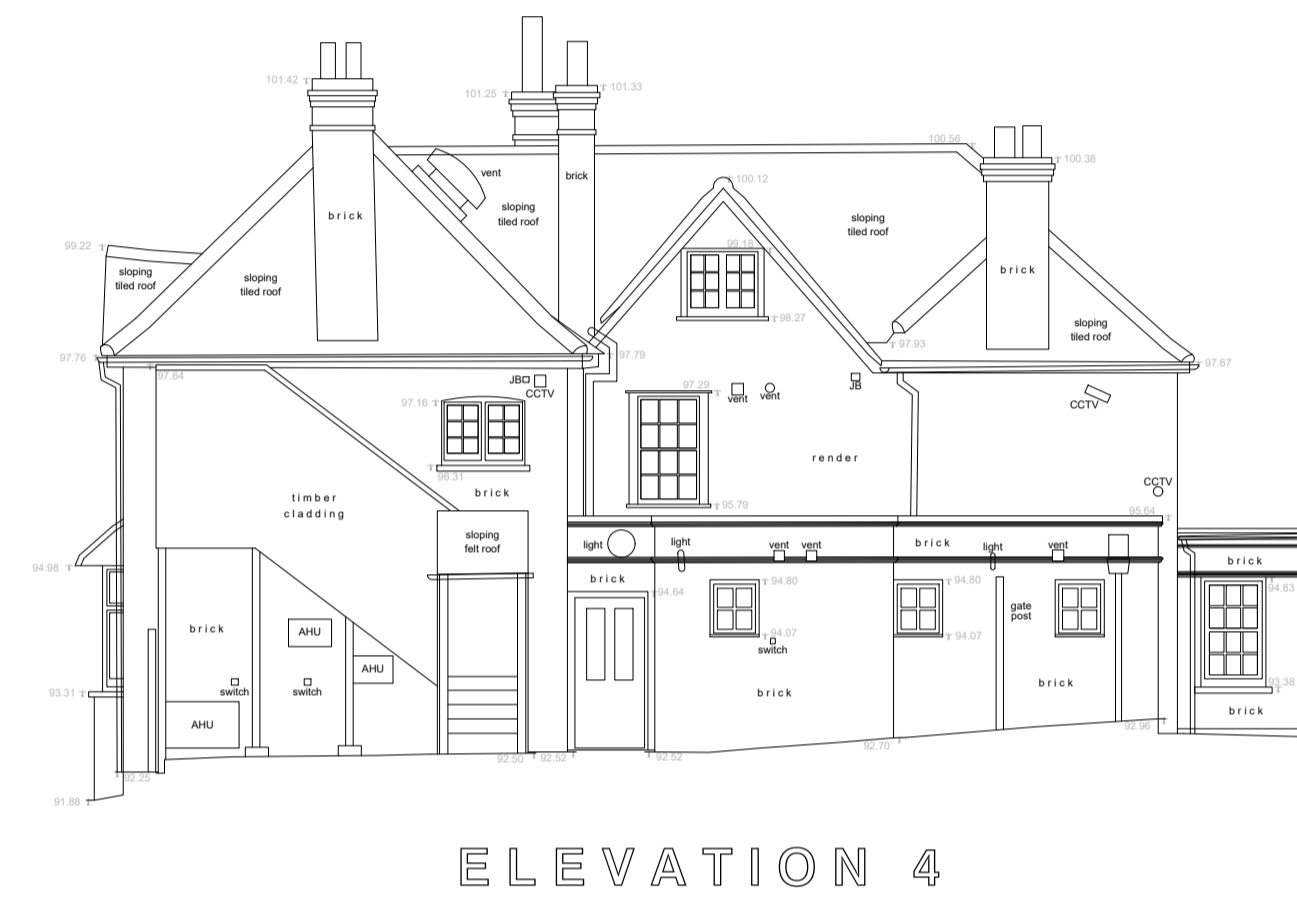 101.42
101.25
101.33
100.56
100.38
100.12
vent
brick
brick
sloping
tiled roof
sloping
tiled roof
99.22
99.18
sloping
tiled roof
sloping
tiled roof
brick
98.27
sloping
tiled roof
97.93
97.76
97.79
97.67
97.64
JB
CCTV
97.29
vent
vent
JB
CCTV
97.16
render
96.31
brick
timber
cladding
CCTV
95.79
95.64
sloping
felt roof
light
light
vent
vent
brick
light
vent
brick
94.98
brick
94.80
94.80
94.83
94.64
gate
post
brick
AHU
94.07
94.07
switch
AHU
93.31
switch
switch
brick
brick
93.38
brick
AHU
92.96
92.70
92.50
92.52
92.52
92.25
91.88
ELEVATION 4